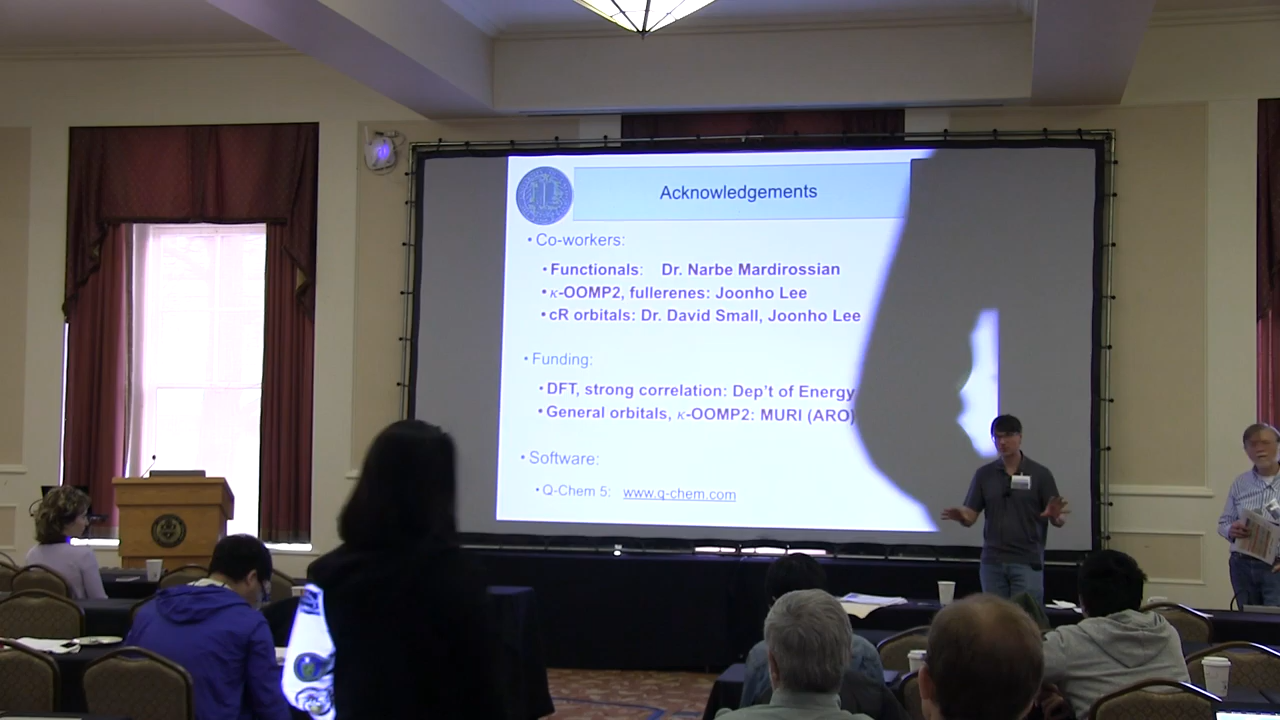 Acknowledgements
• Co-workers:
• Functionals: Dr. Narbe Mardirossian
• κ-OOMP2, fullerenes: Joonho Lee
• cR orbitals: Dr. David Small, Joonho Lee
• Funding:
• DFT, strong correlation: Dep't of Energy
• General orbitals, κ-OOMP2: MURI (ARO)
• Software:
• Q-Chem 5: www.q-chem.com